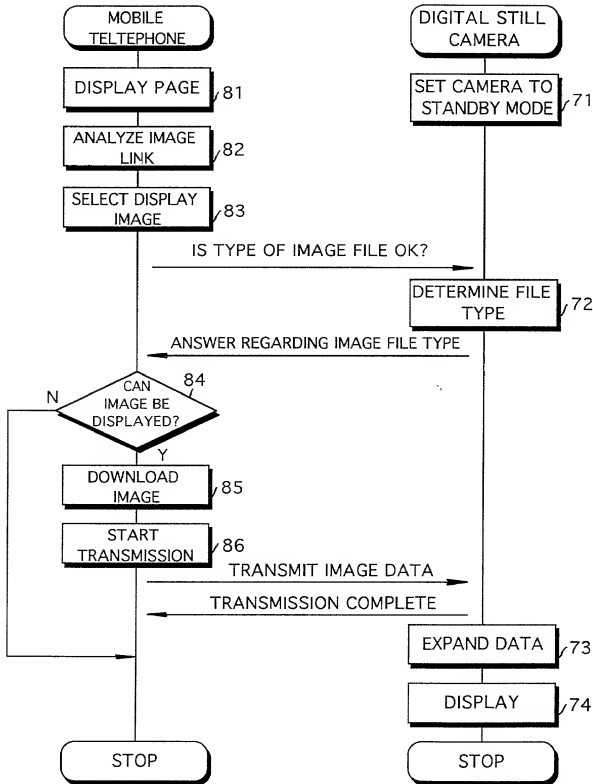 MOBILE
TELTEPHONE
DIGITAL STILL
CAMERA
DISPLAY PAGE
81
SET CAMERA TO
STANDBY MODE
71
ANALYZE IMAGE
LINK
82
SELECT DISPLAY
IMAGE
83
IS TYPE OF IMAGE FILE OK?
DETERMINE FILE
TYPE
72
ANSWER REGARDING IMAGE FILE TYPE
84
CAN
IMAGE BE
DISPLAYED?
N
Y
DOWNLOAD
IMAGE
85
START
TRANSMISSION
86
TRANSMIT IMAGE DATA
TRANSMISSION COMPLETE
EXPAND DATA
73
DISPLAY
74
STOP
STOP